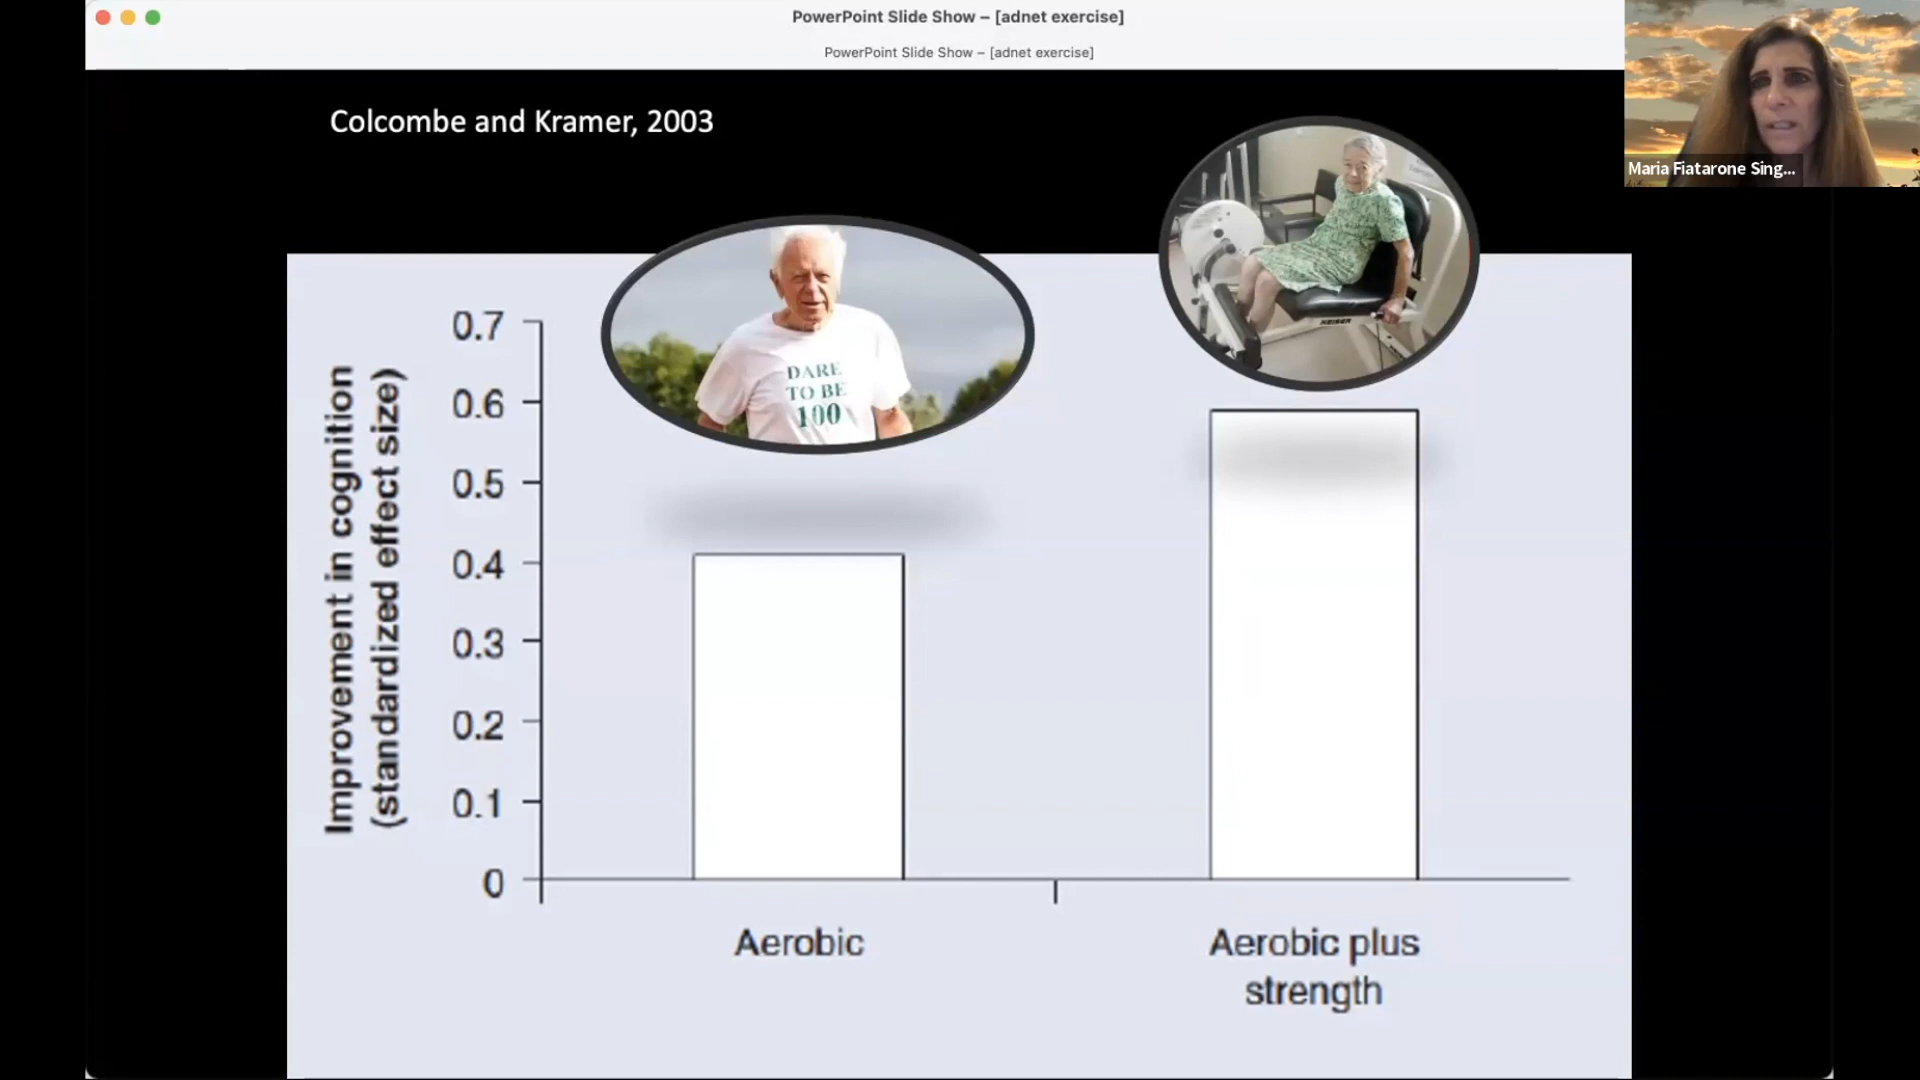 PowerPoint Slide Show – [adnet exercise]
PowerPoint Slide Show – [adnet exercise]
Maria Fiatarone Sing...
Colcombe and Kramer, 2003
DARE
TO BE
100
KEISER
Improvement in cognition
(standardized effect size)
0.7
0.6
0.5
0.4
0.3
0.2
0.1
0
Aerobic
Aerobic plus
strength